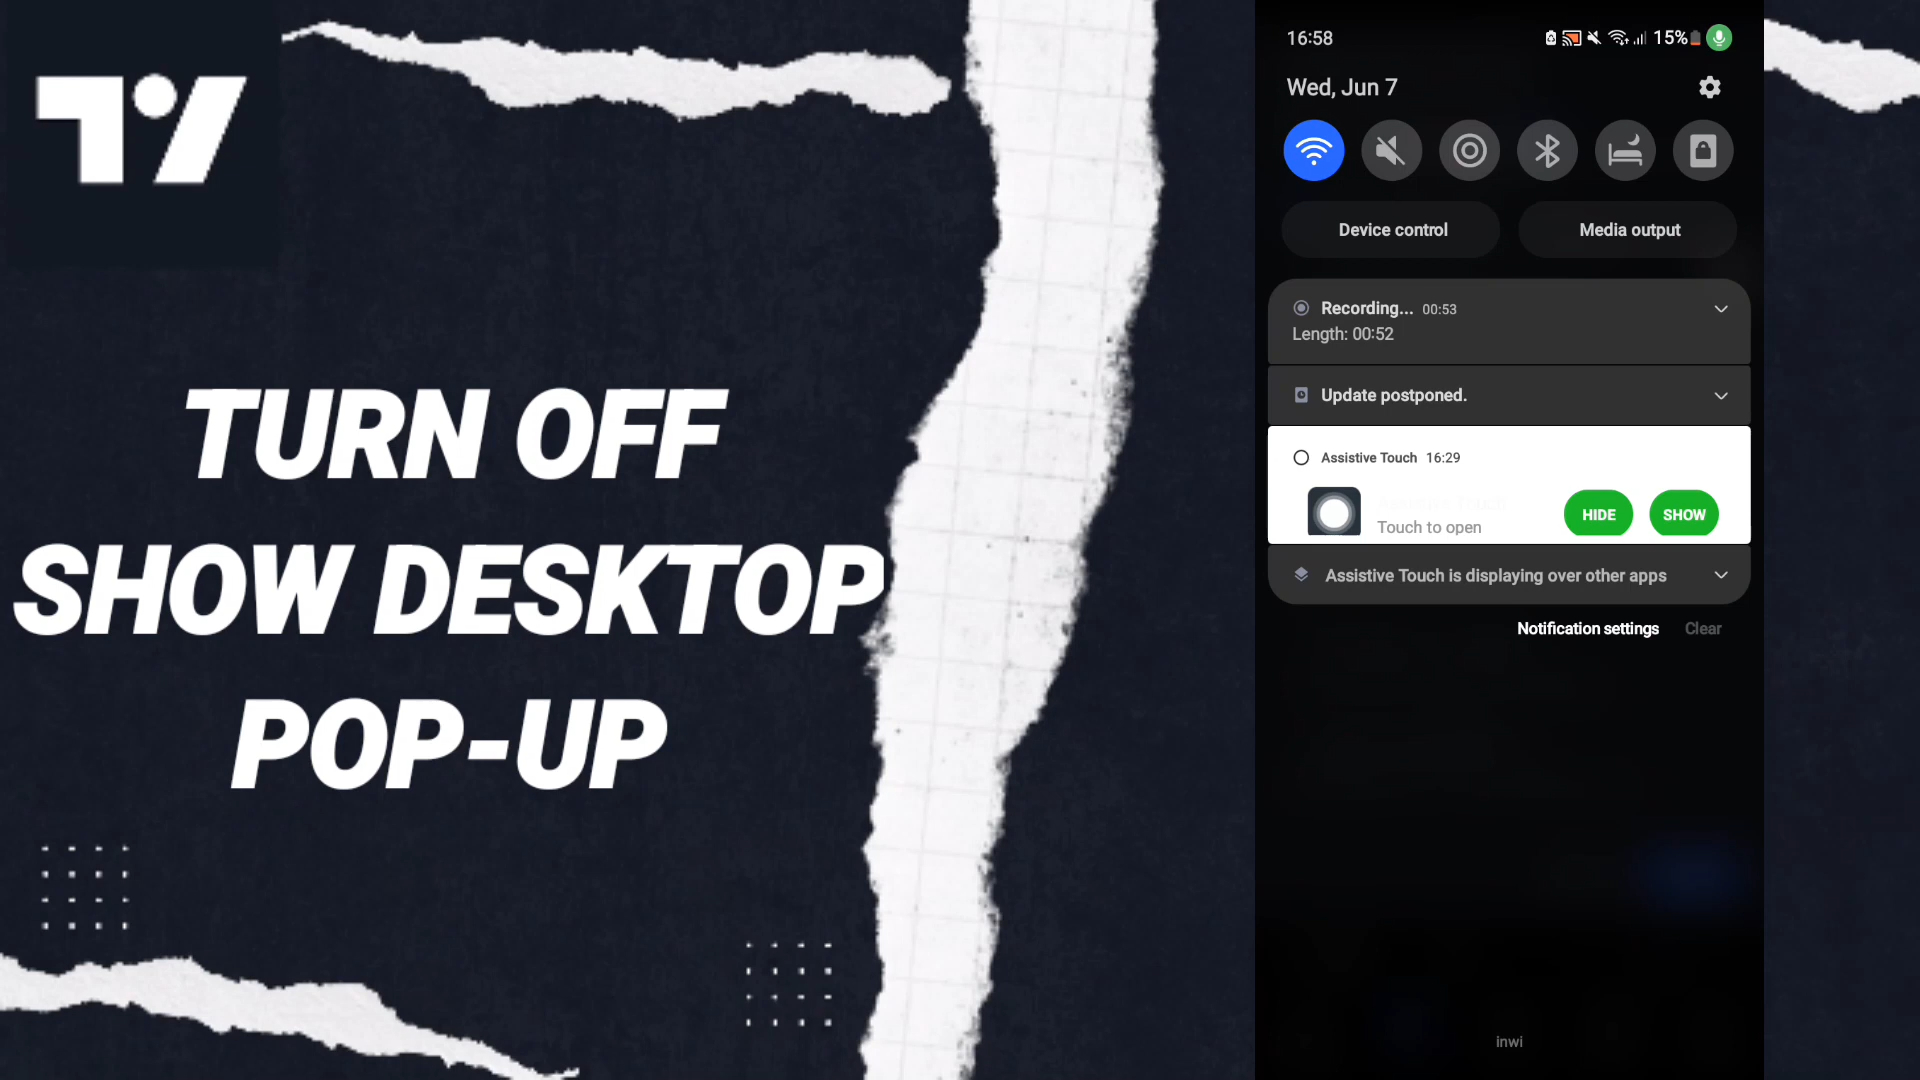 TURN OFF
SHOW DESKTOP
POP-UP
16:58
15%
Wed, Jun 7
Device control
Media output
Recording... 00:53
Length: 00:52
Update postponed.
Assistive Touch 16:29
Touch to open
HIDE
SHOW
Assistive Touch is displaying over other apps
Notification settings
Clear
inwi